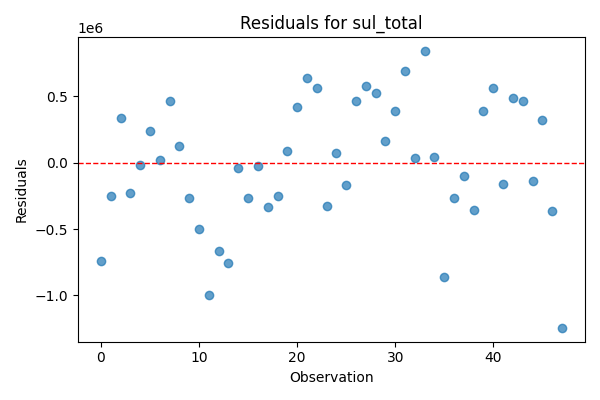 Residuals for sul_total
1e6
0.5
0.0
−0.5
−1.0
Residuals
0 10 20 30 40
Observation